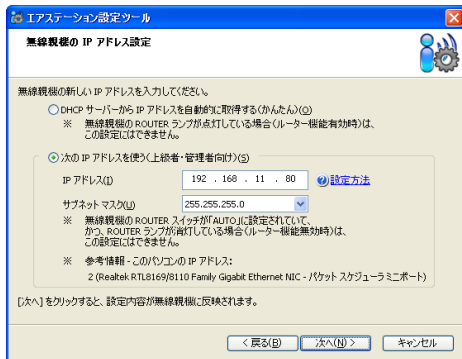 エアステーション設定ツール
無線親機の IP アドレス設定
無線親機の新しい IP アドレスを入力してください。
DHCP サーバーから IP アドレスを自動的に取得する(かんたん)(O)
※ 無線親機の ROUTER ランプが点灯している場合(ルーター機能有効時)は、
この設定にはできません。
次の IP アドレスを使う(上級者・管理者向け)(S)
IP アドレス(I) 192 . 168 . 11 . 80 設定方法
サブネット マスク(U) 255.255.255.0
※ 無線親機の ROUTER スイッチが「AUTO」に設定されていて、
かつ、ROUTER ランプが消灯している場合(ルーター機能無効時)は、
この設定にはできません。
※ 参考情報 - このパソコンの IP アドレス:
2 (Realtek RTL8169/8110 Family Gigabit Ethernet NIC - パケット スケジューラ ミニポート)
[次へ] をクリックすると、設定内容が無線親機に反映されます。
< 戻る(B) 次へ(N) > キャンセル